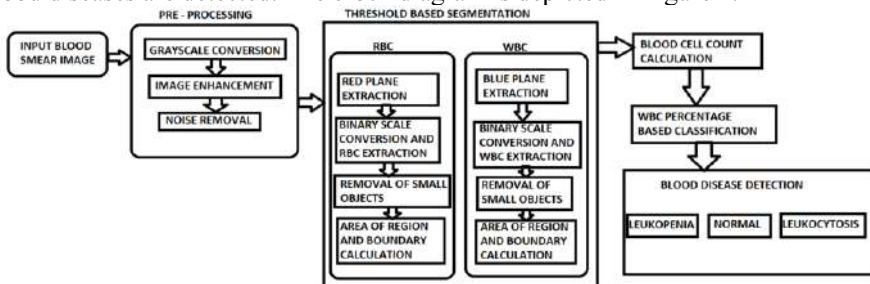 PRE - PROCESSING
THRESHOLD BASED SEGMENTATION
INPUT BLOOD
SMEAR IMAGE
GRAYSCALE CONVERSION
IMAGE ENHANCEMENT
NOISE REMOVAL
RBC
RED PLANE
EXTRACTION
BINARY SCALE
CONVERSION AND
RBC EXTRACTION
REMOVAL OF SMALL
OBJECTS
AREA OF REGION
AND BOUNDARY
CALCULATION
WBC
BLUE PLANE
EXTRACTION
BINARY SCALE
CONVERSION AND
WBC EXTRACTION
REMOVAL OF
SMALL OBJECTS
AREA OF REGION
AND BOUNDARY
CALCULATION
BLOOD CELL COUNT
CALCULATION
WBC PERCENTAGE
BASED CLASSIFICATION
BLOOD DISEASE DETECTION
LEUKOPENIA
NORMAL
LEUKOCYTOSIS